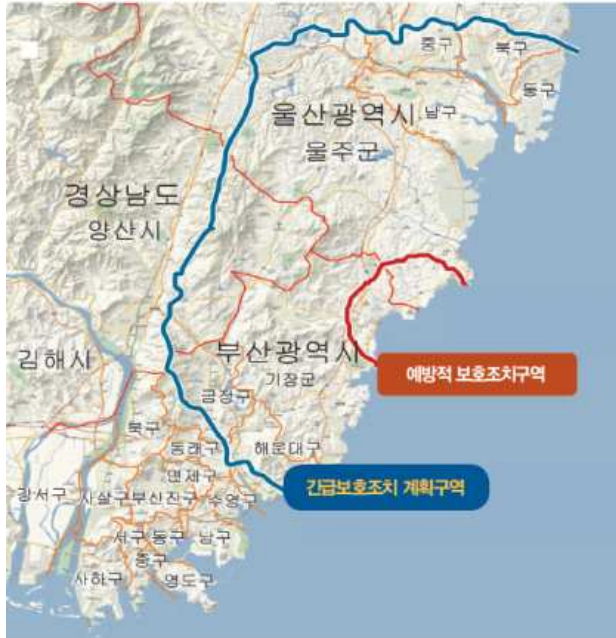 중구
북구
동구
울산광역시
남구
울주군
경상남도
양산시
김해시
부산광역시
기장군
예방적 보호조치구역
금정구
북구
동래구
해운대구
연제구
긴급보호조치 계획구역
강서구
사상구
부산진구
수영구
서구
동구
남구
중구
사하구
영도구